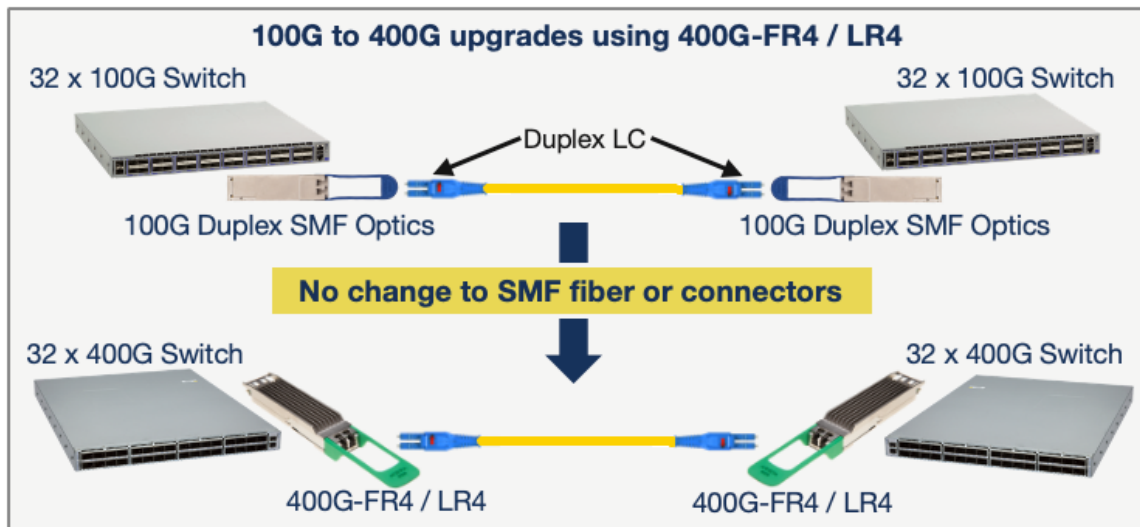 100G to 400G upgrades using 400G-FR4 / LR4
32 x 100G Switch
32 x 100G Switch
Duplex LC
100G Duplex SMF Optics
100G Duplex SMF Optics
No change to SMF fiber or connectors
32 x 400G Switch
32 x 400G Switch
400G-FR4 / LR4
400G-FR4 / LR4